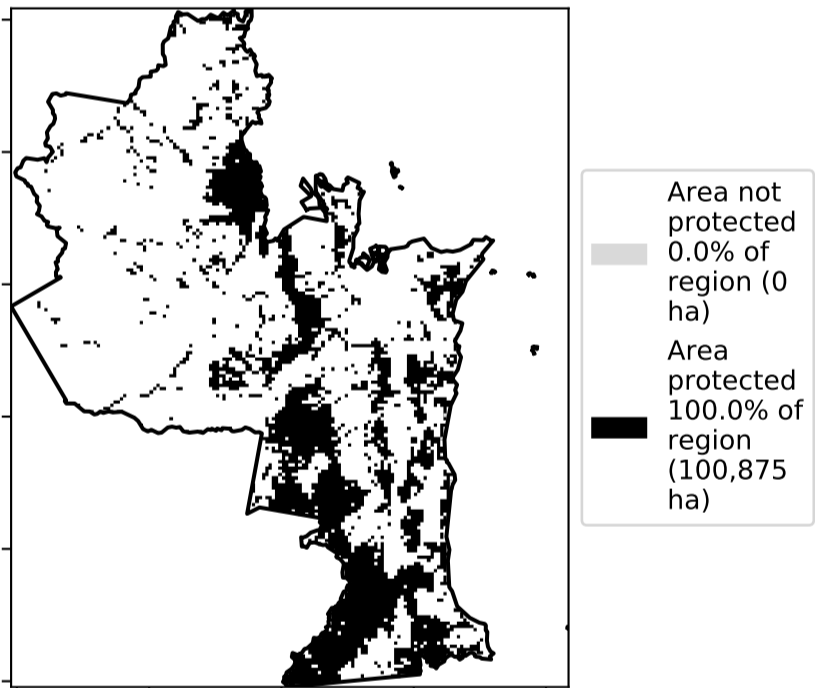 Area not
protected
0.0% of
region (0
ha)
Area
protected
100.0% of
region
(100,875
ha)